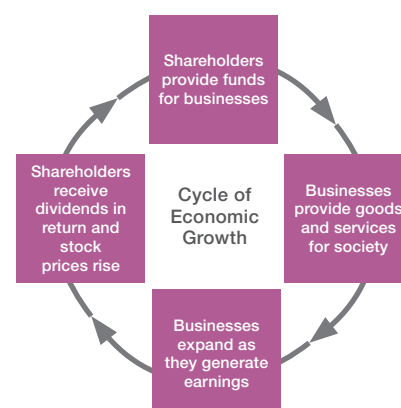 Shareholders
provide funds
for businesses
Businesses
provide goods
and services
for society
Businesses
expand as
they generate
earnings
Shareholders
receive
dividends in
return and
stock
prices rise
Cycle of
Economic
Growth